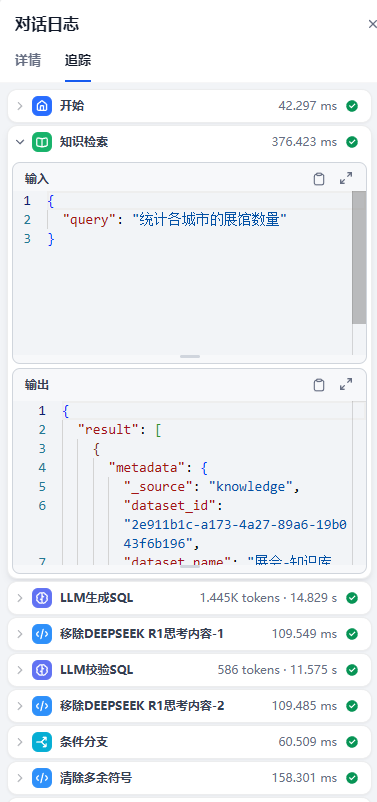 对话日志
详情 追踪
开始 42.297 ms
知识检索 376.423 ms
输入
1 {
2 "query": "统计各城市的展馆数量"
3 }
输出
1 {
2 "result": [
3 {
4 "metadata": {
5 "_source": "knowledge",
6 "dataset_id":
"2e911b1c-a173-4a27-89a6-19b0
43f6b196",
7 "dataset_name": "展会-知识库
LLM生成SQL 1.445K tokens · 14.829 s
移除DEEPSEEK R1思考内容-1 109.549 ms
LLM校验SQL 586 tokens · 11.575 s
移除DEEPSEEK R1思考内容-2 109.485 ms
条件分支 60.509 ms
清除多余符号 158.301 ms